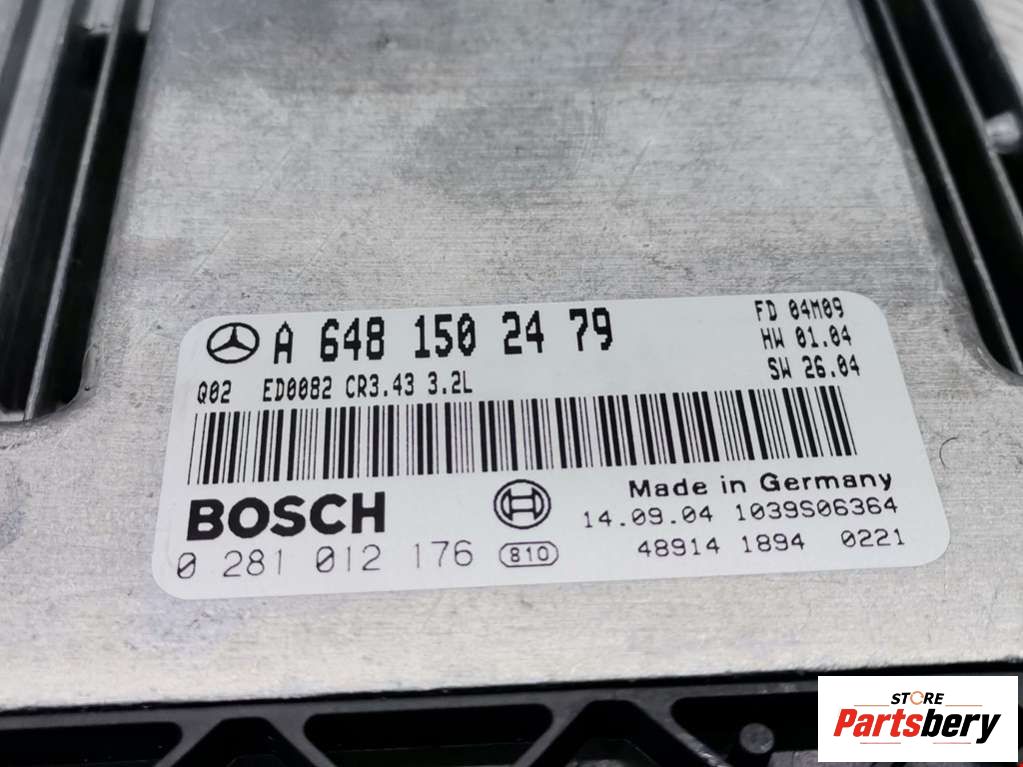 A 648 150 24 79
FD 04M09
HW 01.04
SW 26.04
Q02 ED0082 CR3.43 3.2L
Made in Germany
BOSCH
14.09.04 1039S06364
0 281 012 176 810
48914 1894 0221
STORE
Partsbery